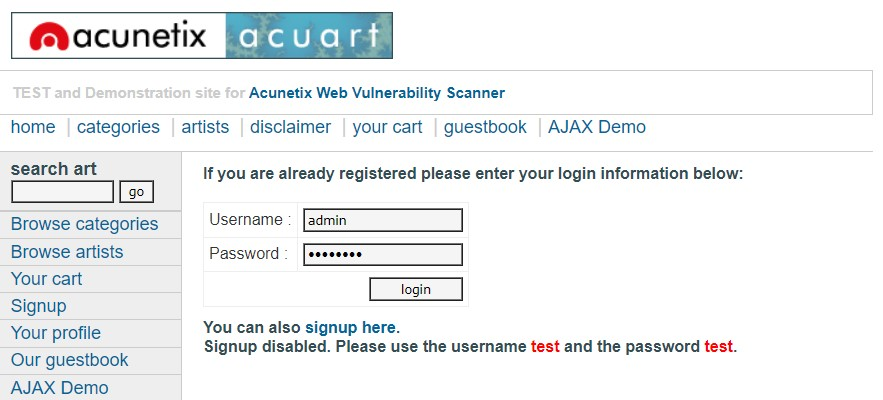 acunetix acuart
TEST and Demonstration site for Acunetix Web Vulnerability Scanner
home | categories | artists | disclaimer | your cart | guestbook | AJAX Demo
search art
go
Browse categories
Browse artists
Your cart
Signup
Your profile
Our guestbook
AJAX Demo
If you are already registered please enter your login information below:
Username : admin
Password : ••••••••
login
You can also signup here.
Signup disabled. Please use the username test and the password test.